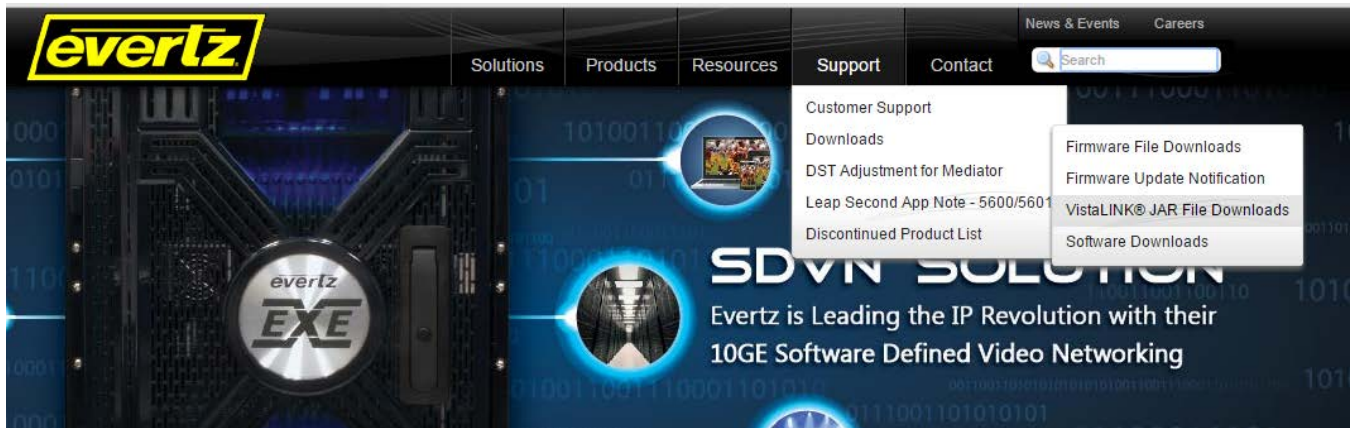 News & Events Careers
evertz
Solutions Products Resources Support Contact Search
Customer Support
Downloads
DST Adjustment for Mediator
Leap Second App Note - 5600/5601
Discontinued Product List
Firmware File Downloads
Firmware Update Notification
VistaLINK® JAR File Downloads
Software Downloads
evertz
EXE
SDVN SOLUTION
Evertz is Leading the IP Revolution with their
10GE Software Defined Video Networking